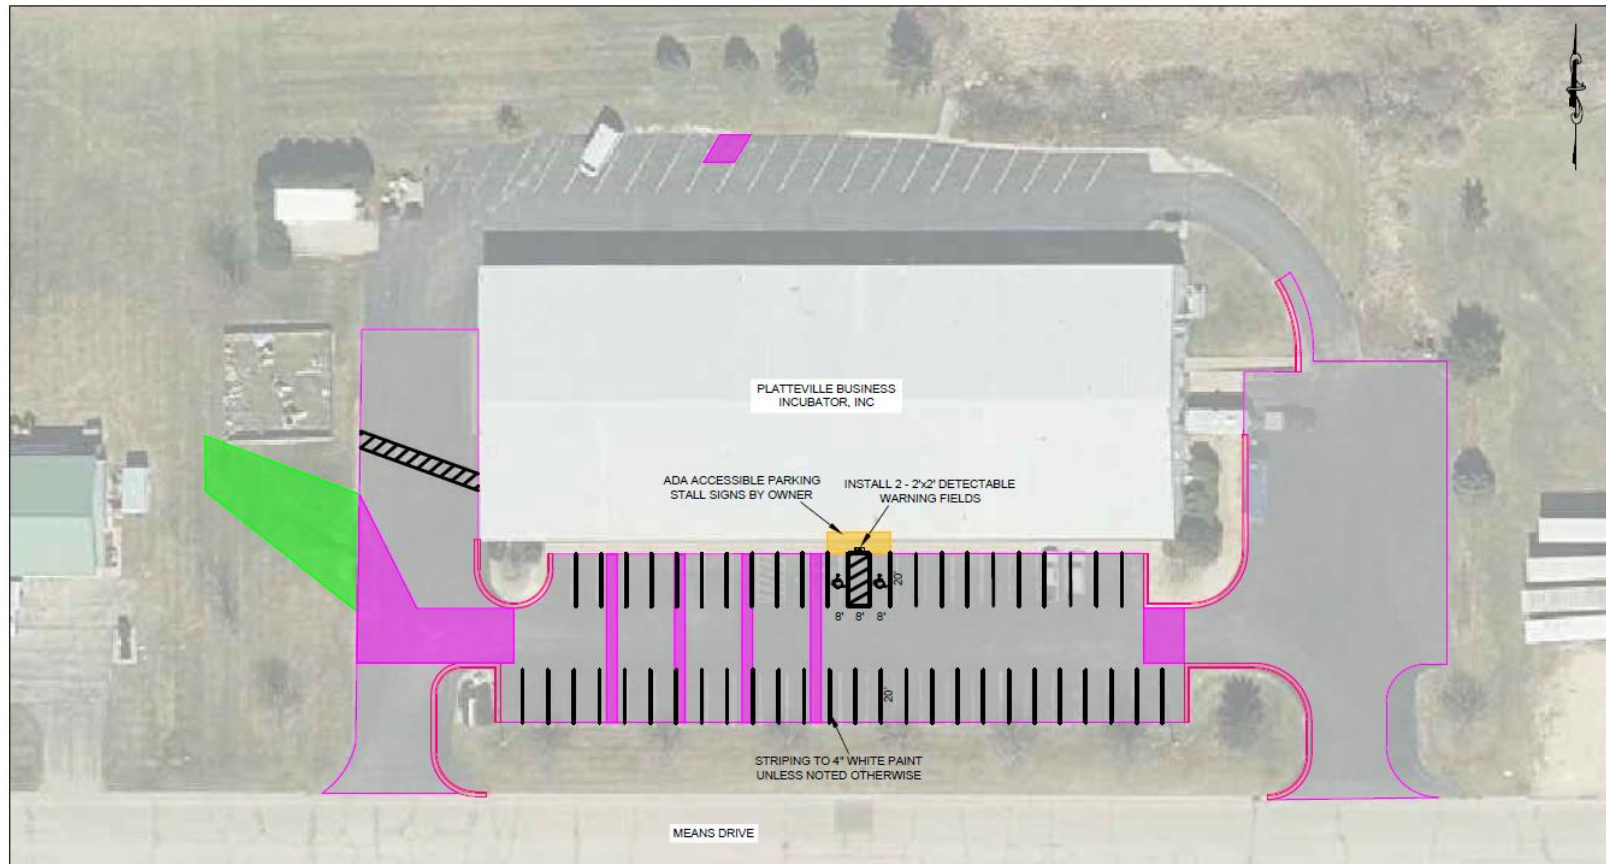 PLATTEVILLE BUSINESS
INCUBATOR, INC
ADA ACCESSIBLE PARKING
STALL SIGNS BY OWNER
INSTALL 2 - 2'x2' DETECTABLE
WARNING FIELDS
20'
8'
8'
8'
20'
STRIPING TO 4" WHITE PAINT
UNLESS NOTED OTHERWISE
MEANS DRIVE